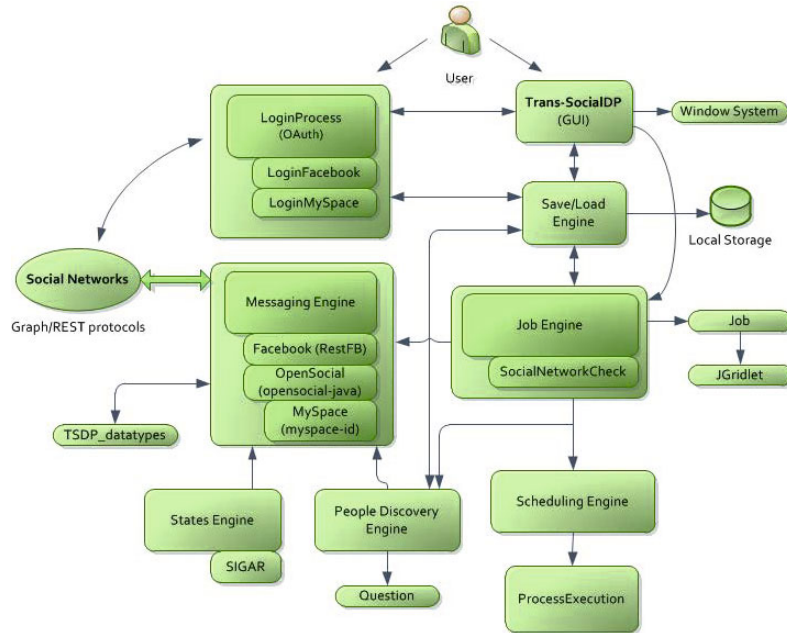 User
LoginProcess
(OAuth)
LoginFacebook
LoginMySpace
Trans-SocialDP
(GUI)
Window System
Save/Load
Engine
Local Storage
Social Networks
Graph/REST protocols
Messaging Engine
Facebook (RestFB)
OpenSocial
(opensocial-java)
MySpace
(myspace-id)
Job Engine
SocialNetworkCheck
Job
JGridlet
TSDP_datatypes
States Engine
SIGAR
People Discovery
Engine
Question
Scheduling Engine
ProcessExecution